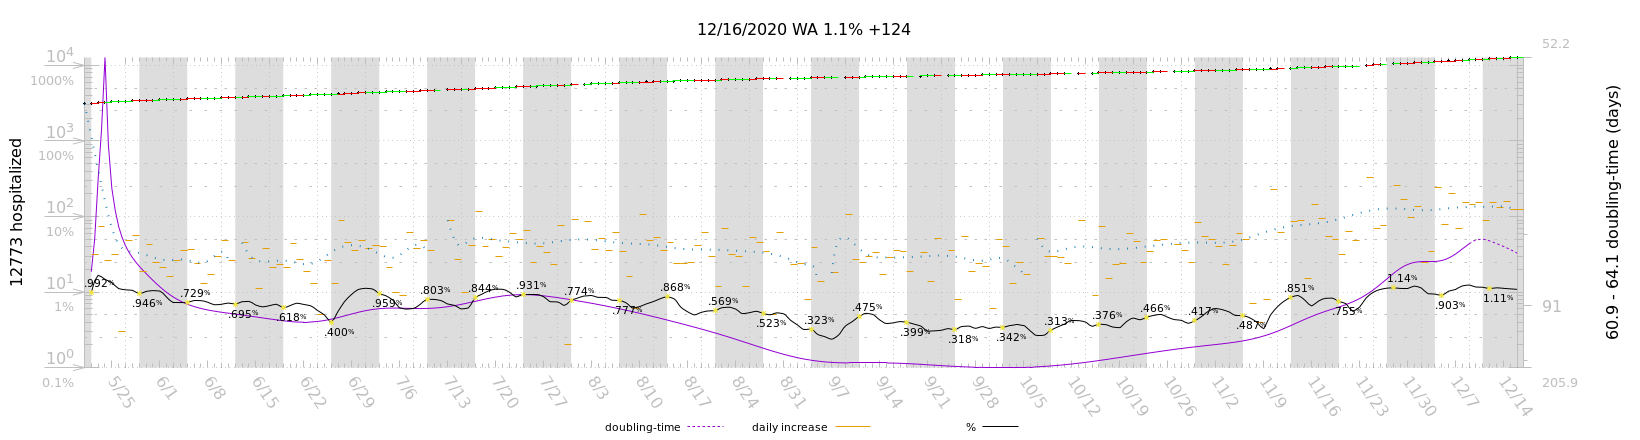 12/16/2020 WA 1.1% +124
12773 hospitalized
10⁴
1000%
10³
100%
10²
10%
10¹
1%
10⁰
0.1%
52.2
91
205.9
60.9 - 64.1 doubling-time (days)
.992% .946% .729% .695% .618% .400% .959% .803% .844% .931% .774% .777% .868% .569% .523% .323% .475% .399% .318% .342% .313% .376% .466% .417% .487% .851% .755% 1.14% .903% 1.11%
5/25 6/1 6/8 6/15 6/22 6/29 7/6 7/13 7/20 7/27 8/3 8/10 8/17 8/24 8/31 9/7 9/14 9/21 9/28 10/5 10/12 10/19 10/26 11/2 11/9 11/16 11/23 11/30 12/7 12/14
doubling-time daily increase %